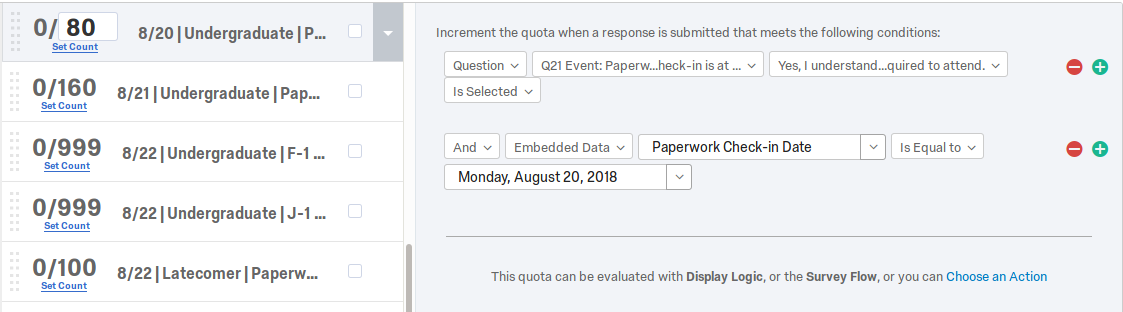 0/ 80 8/20 | Undergraduate | P...
Set Count
0/160 8/21 | Undergraduate | Pap...
Set Count
0/999 8/22 | Undergraduate | F-1 ...
Set Count
0/999 8/22 | Undergraduate | J-1 ...
Set Count
0/100 8/22 | Latecomer | Paperw...
Set Count
Increment the quota when a response is submitted that meets the following conditions:
Question Q21 Event: Paperw...heck-in is at ... Yes, I understand...quired to attend.
Is Selected
And Embedded Data Paperwork Check-in Date Is Equal to
Monday, August 20, 2018
This quota can be evaluated with Display Logic, or the Survey Flow, or you can Choose an Action